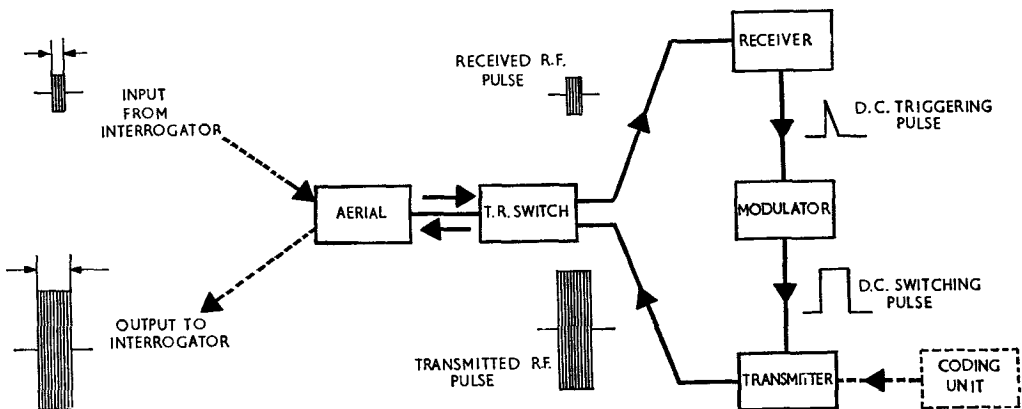 RECEIVER
RECEIVED R.F.
PULSE
INPUT
FROM
INTERROGATOR
D.C. TRIGGERING
PULSE
AERIAL
T.R. SWITCH
MODULATOR
D.C. SWITCHING
PULSE
OUTPUT TO
INTERROGATOR
TRANSMITTED R.F.
PULSE
TRANSMITTER
CODING
UNIT